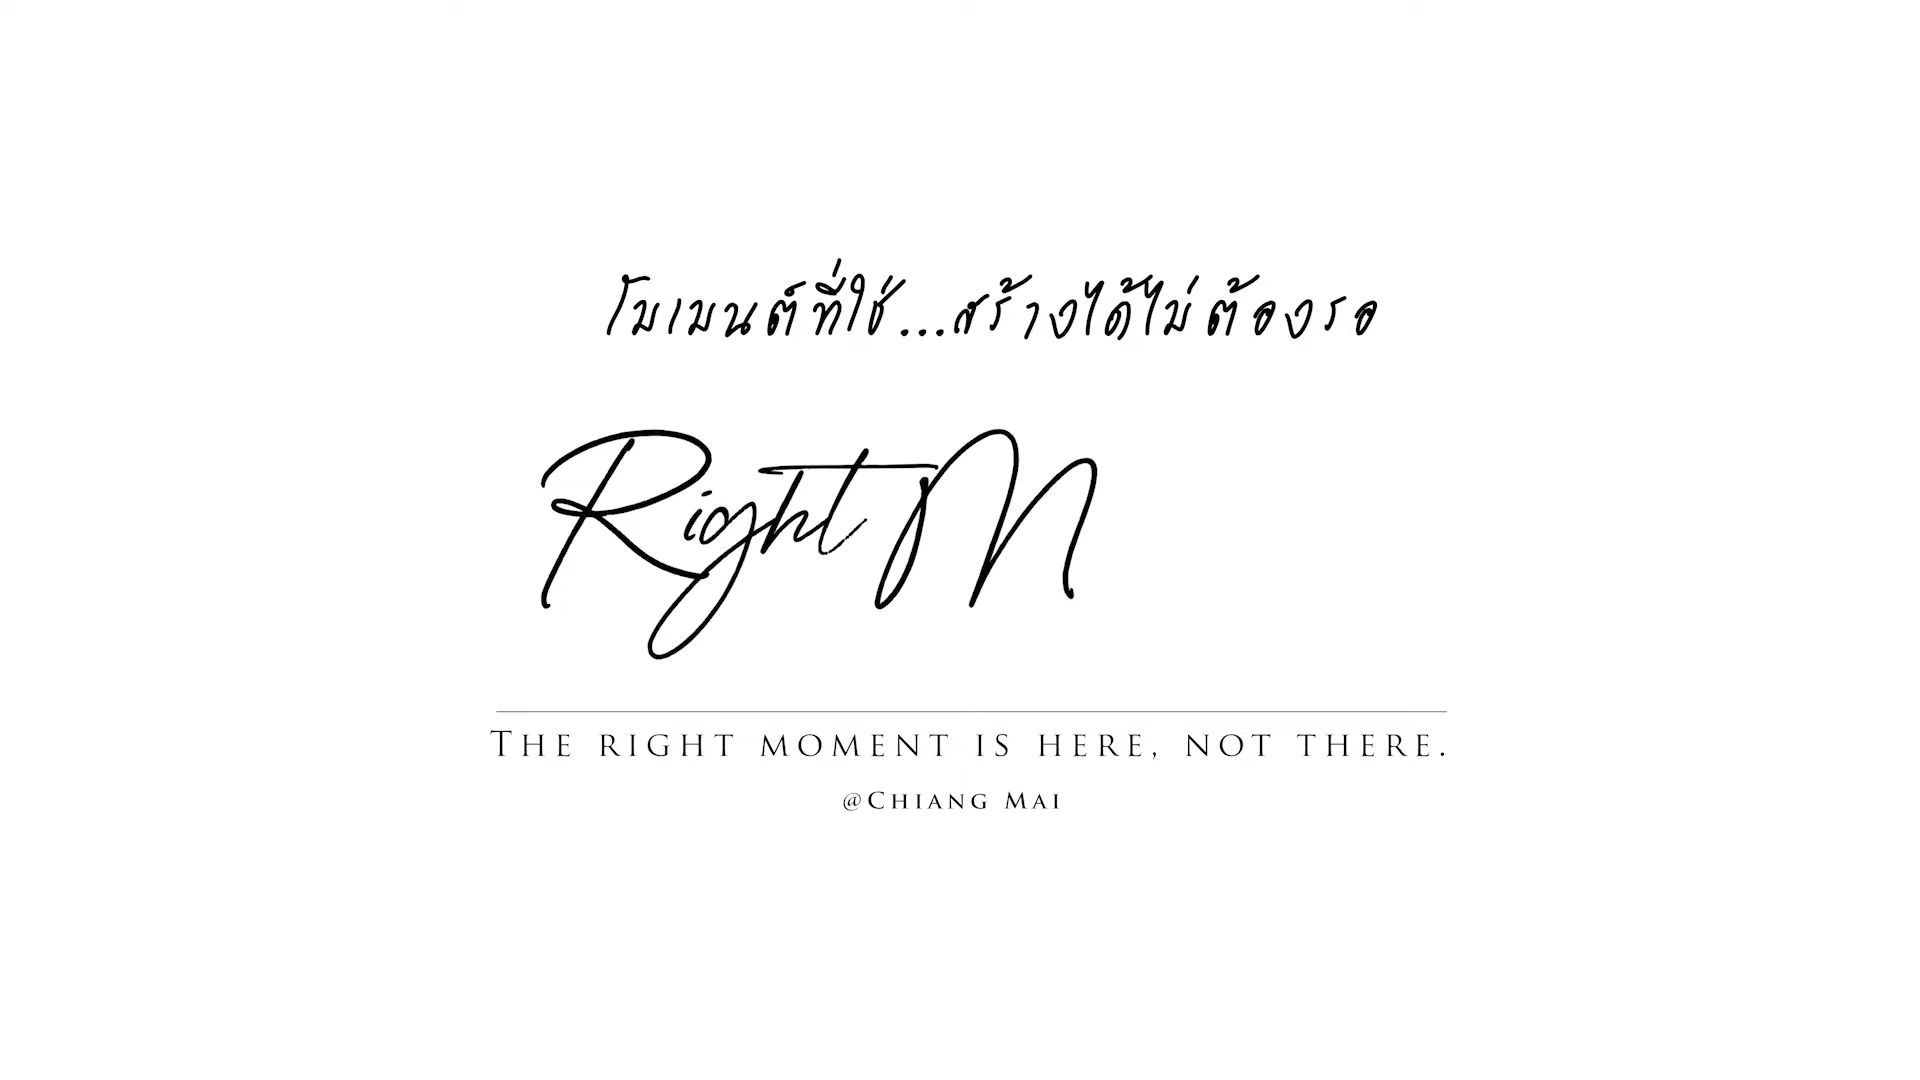 โมเมนต์ที่ใช่...สร้างได้ไม่ต้องรอ
Right M
The right moment is here, not there.
@Chiang Mai